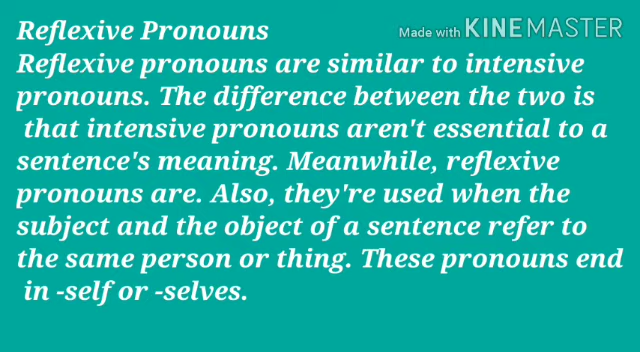 Reflexive Pronouns
Made with KINEMASTER
Reflexive pronouns are similar to intensive
pronouns. The difference between the two is
that intensive pronouns aren't essential to a
sentence's meaning. Meanwhile, reflexive
pronouns are. Also, they're used when the
subject and the object of a sentence refer to
the same person or thing. These pronouns end
in -self or -selves.